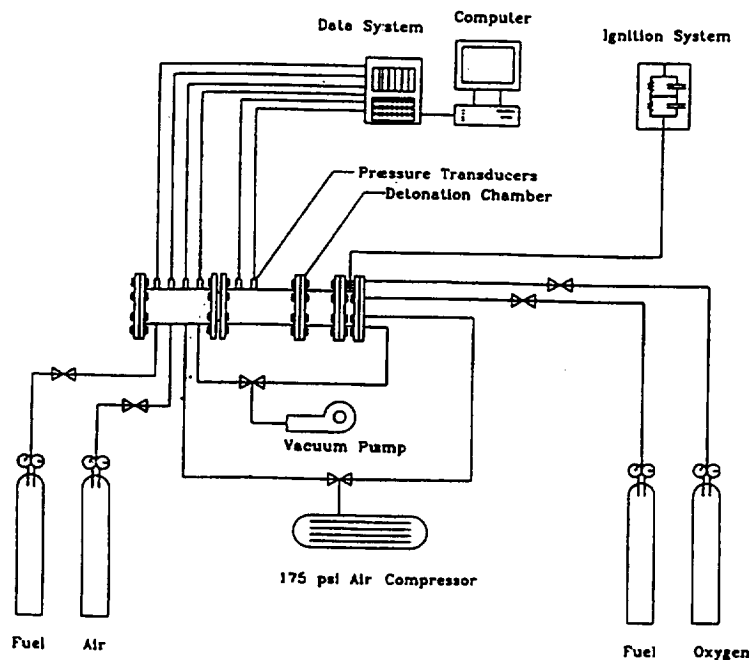 Data System
Computer
Ignition System
Pressure Transducers
Detonation Chamber
Vacuum Pump
175 psi Air Compressor
Fuel
Air
Fuel
Oxygen